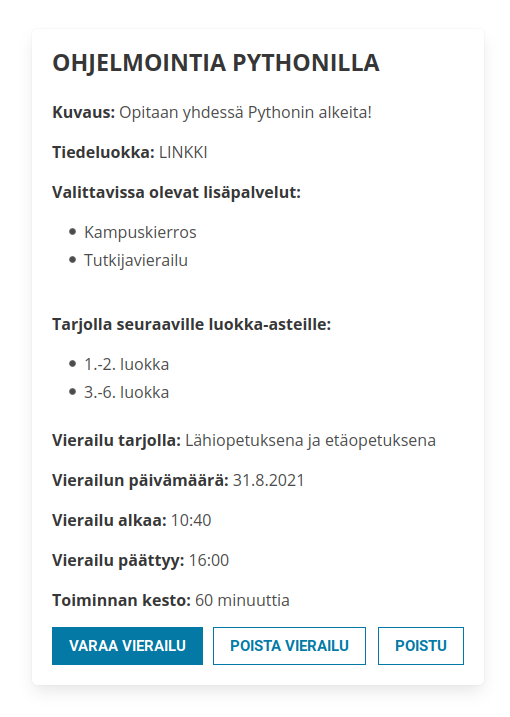 OHJELMOINTIA PYTHONILLA
Kuvaus: Opitaan yhdessä Pythonin alkeita!
Tiedeluokka: LINKKI
Valittavissa olevat lisäpalvelut:
Kampuskierros
Tutkijavierailu
Tarjolla seuraaville luokka-asteille:
1.-2. luokka
3.-6. luokka
Vierailu tarjolla: Lähiopetuksena ja etäopetuksena
Vierailun päivämäärä: 31.8.2021
Vierailu alkaa: 10:40
Vierailu päättyy: 16:00
Toiminnan kesto: 60 minuuttia
VARAA VIERAILU POISTA VIERAILU POISTU